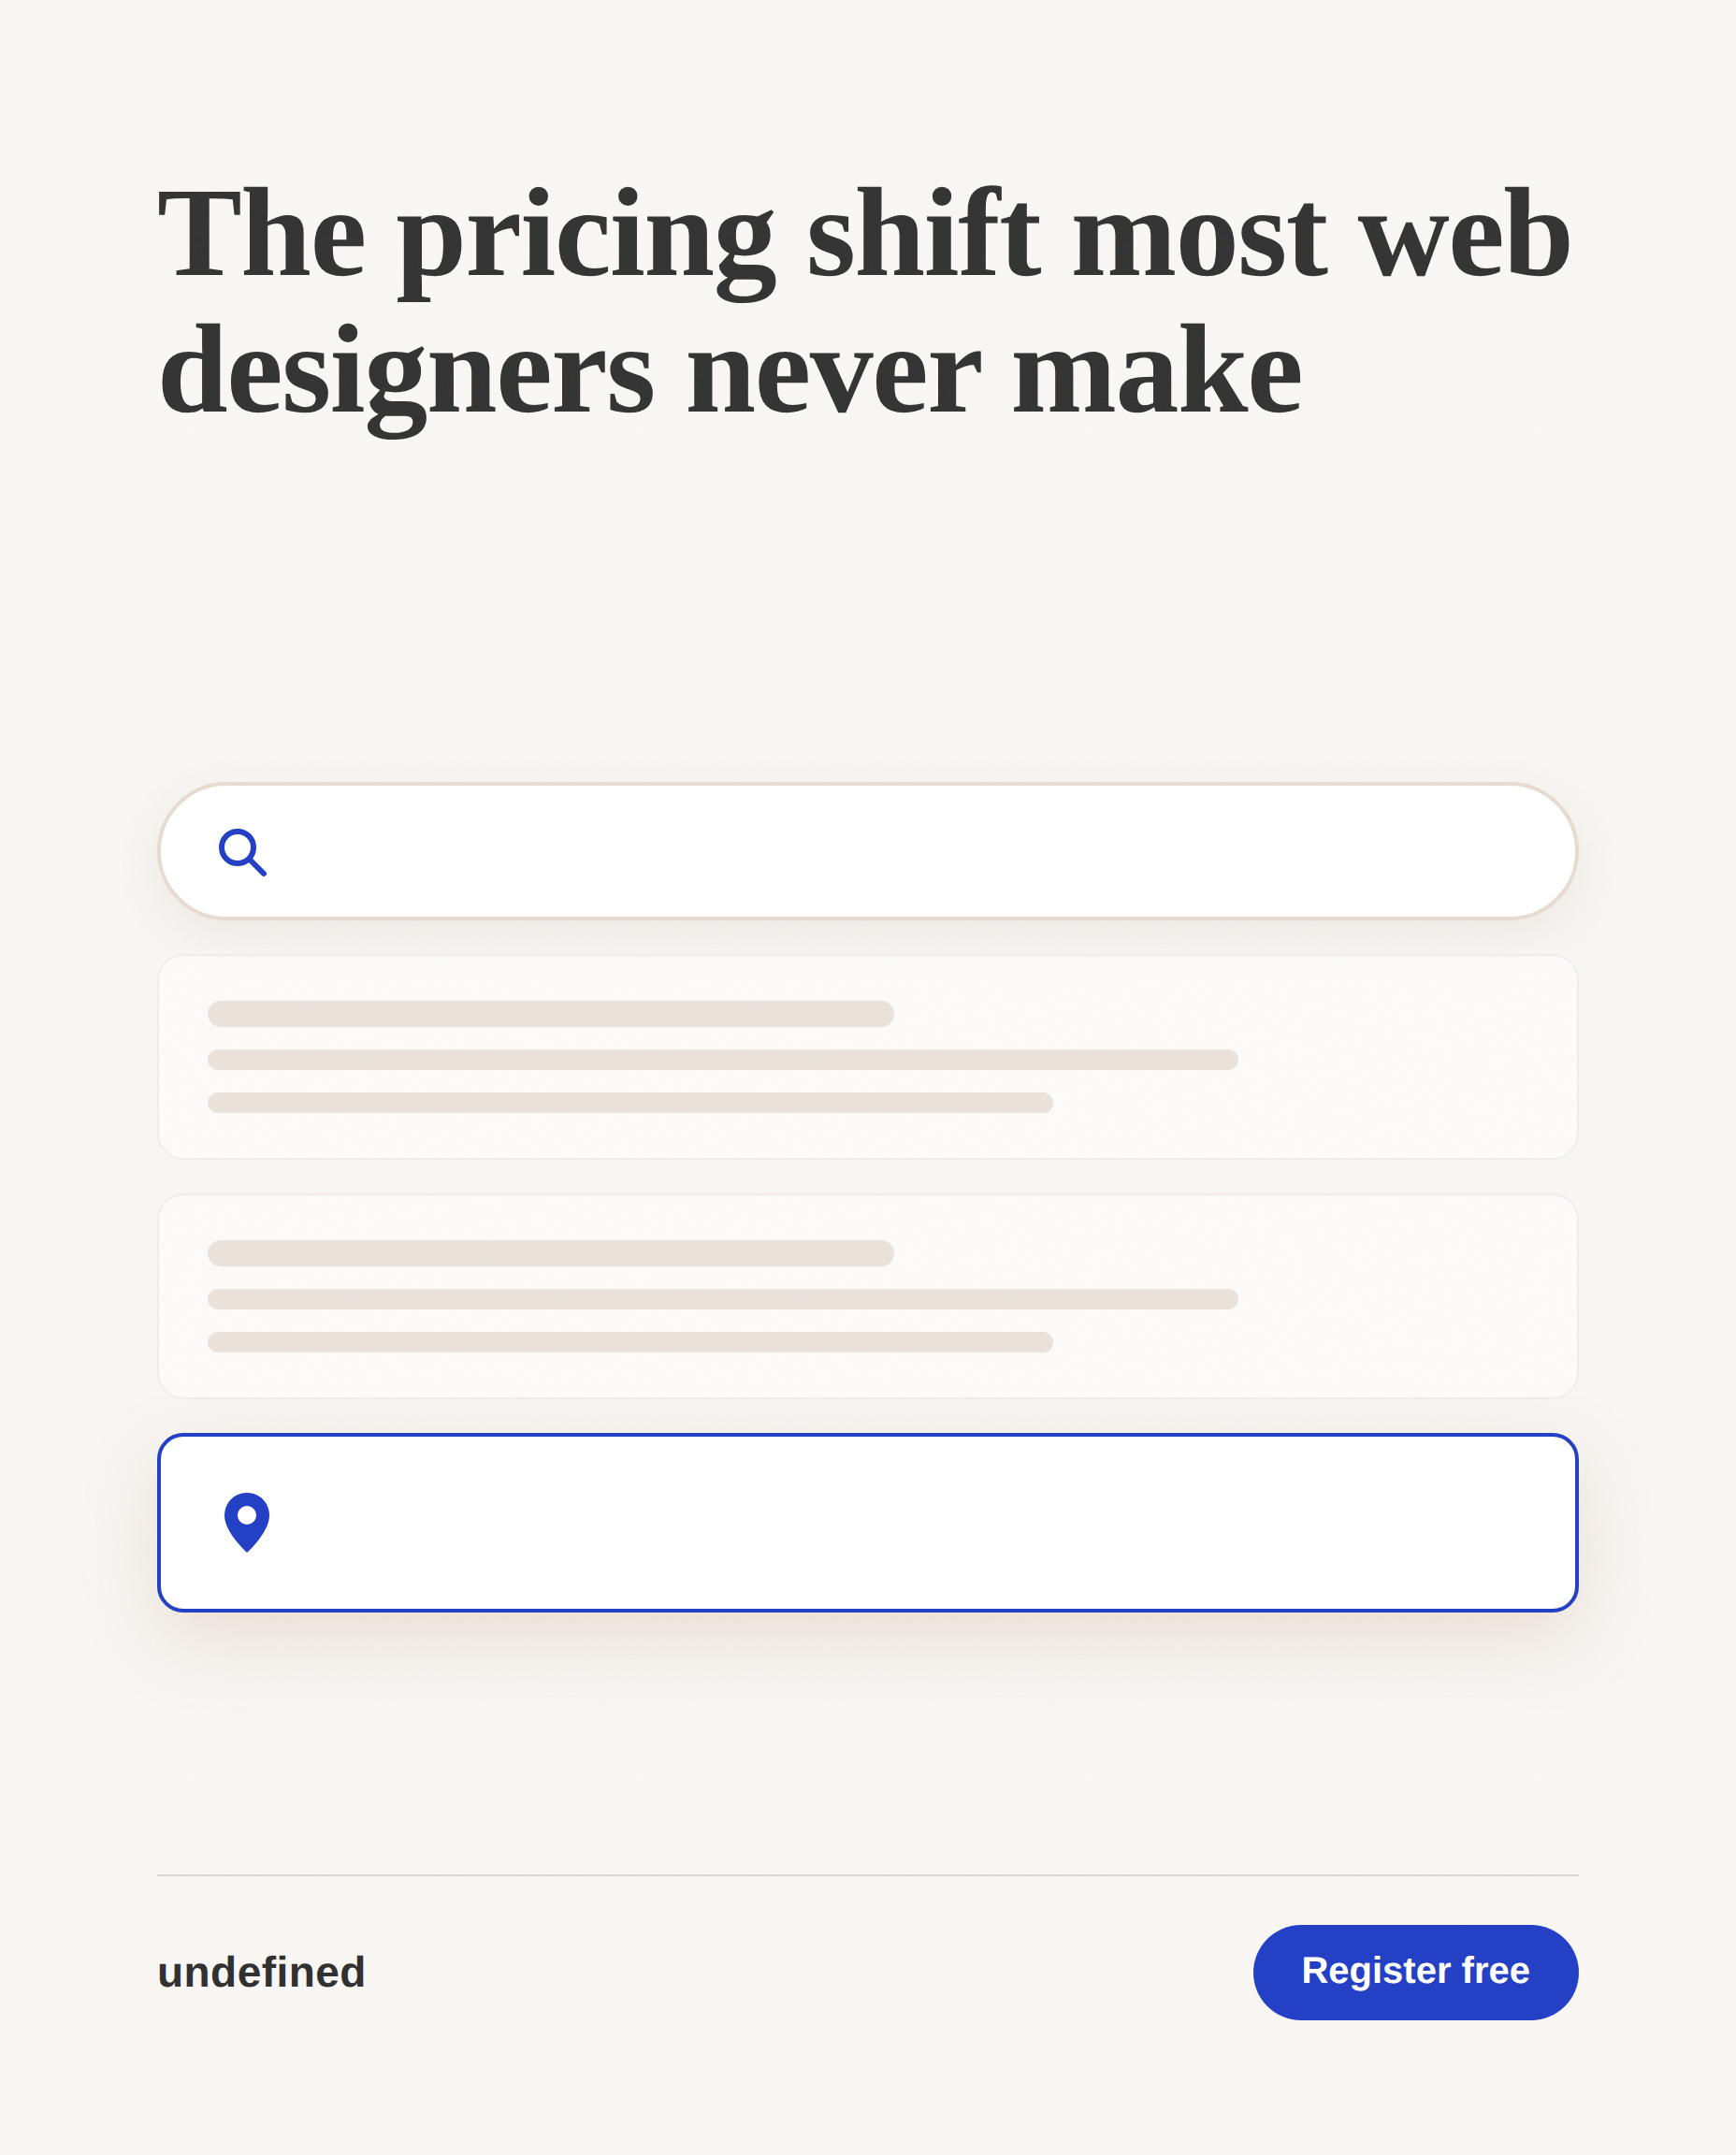 The pricing shift most web
designers never make
undefined
Register free